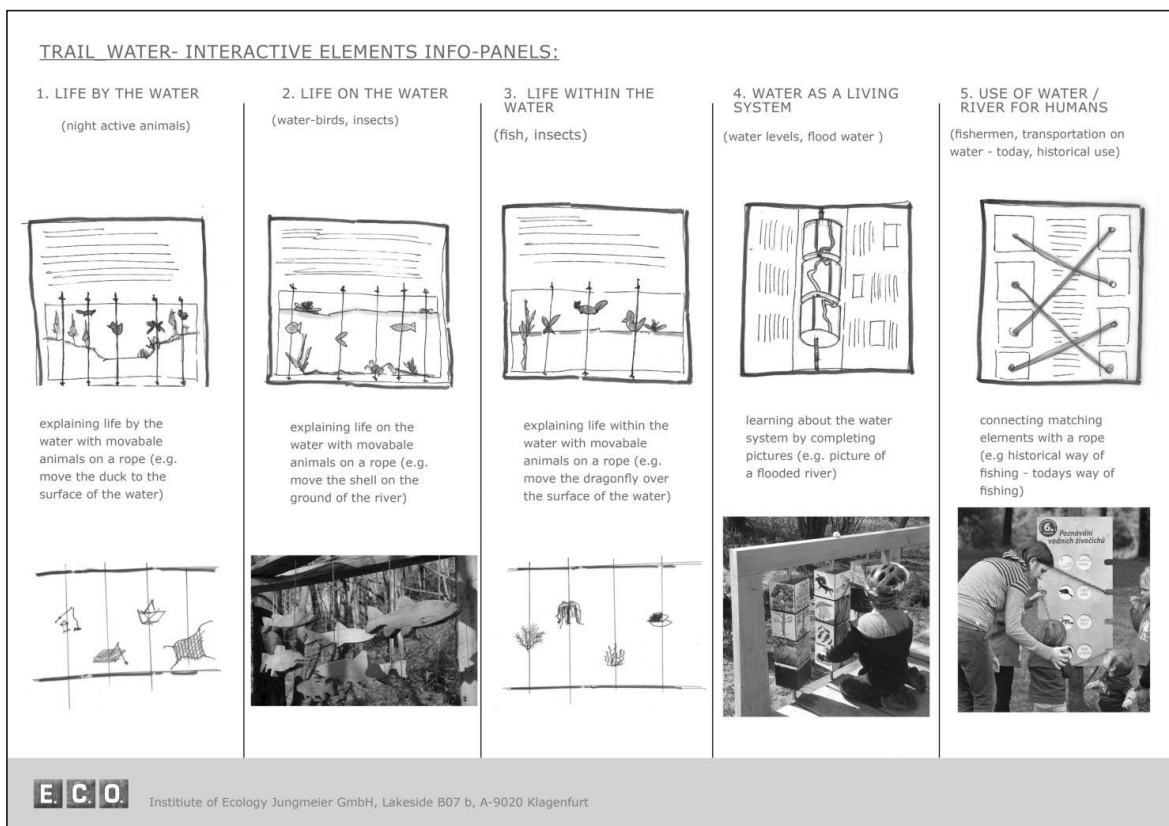 TRAIL_WATER- INTERACTIVE ELEMENTS INFO-PANELS:
1. LIFE BY THE WATER
(night active animals)
explaining life by the
water with movabale
animals on a rope (e.g.
move the duck to the
surface of the water)
2. LIFE ON THE WATER
(water-birds, insects)
explaining life on the
water with movabale
animals on a rope (e.g.
move the shell on the
ground of the river)
3. LIFE WITHIN THE
WATER
(fish, insects)
explaining life within the
water with movabale
animals on a rope (e.g.
move the dragonfly over
the surface of the water)
4. WATER AS A LIVING
SYSTEM
(water levels, flood water )
learning about the water
system by completing
pictures (e.g. picture of
a flooded river)
5. USE OF WATER /
RIVER FOR HUMANS
(fishermen, transportation on
water - today, historical use)
connecting matching
elements with a rope
(e.g historical way of
fishing - todays way of
fishing)
6.
Poznávání
vodních živočichů
E.C.O.
Institiute of Ecology Jungmeier GmbH, Lakeside B07 b, A-9020 Klagenfurt